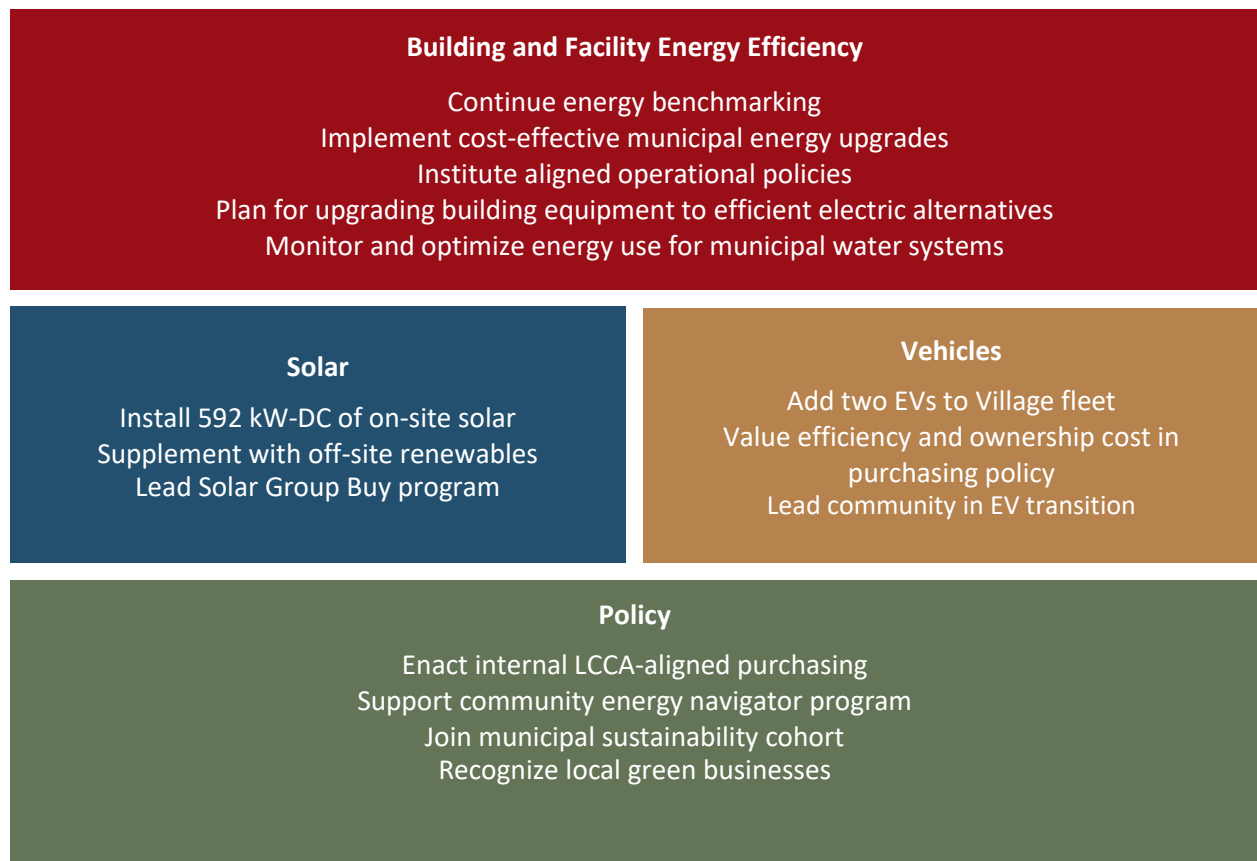 Building and Facility Energy Efficiency
Continue energy benchmarking
Implement cost-effective municipal energy upgrades
Institute aligned operational policies
Plan for upgrading building equipment to efficient electric alternatives
Monitor and optimize energy use for municipal water systems
Solar
Install 592 kW-DC of on-site solar
Supplement with off-site renewables
Lead Solar Group Buy program
Vehicles
Add two EVs to Village fleet
Value efficiency and ownership cost in
purchasing policy
Lead community in EV transition
Policy
Enact internal LCCA-aligned purchasing
Support community energy navigator program
Join municipal sustainability cohort
Recognize local green businesses